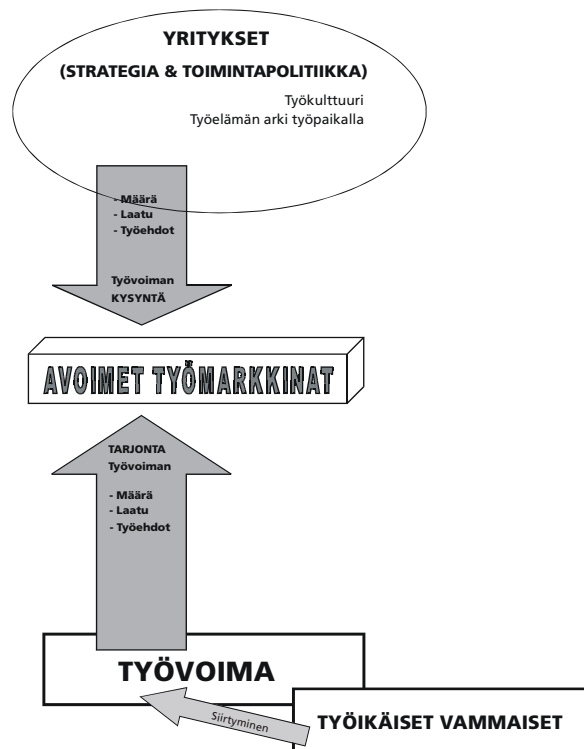 YRITYKSET
(STRATEGIA & TOIMINTAPOLITIIKKA)
Työkulttuuri
Työelämän arki työpaikalla
- Määrä
- Laatu
- Työehdot
Työvoiman
KYSYNTÄ
AVOIMET TYÖMARKKINAT
TARJONTA
Työvoiman
- Määrä
- Laatu
- Työehdot
TYÖVOIMA
Siirtyminen
TYÖIKÄISET VAMMAISET